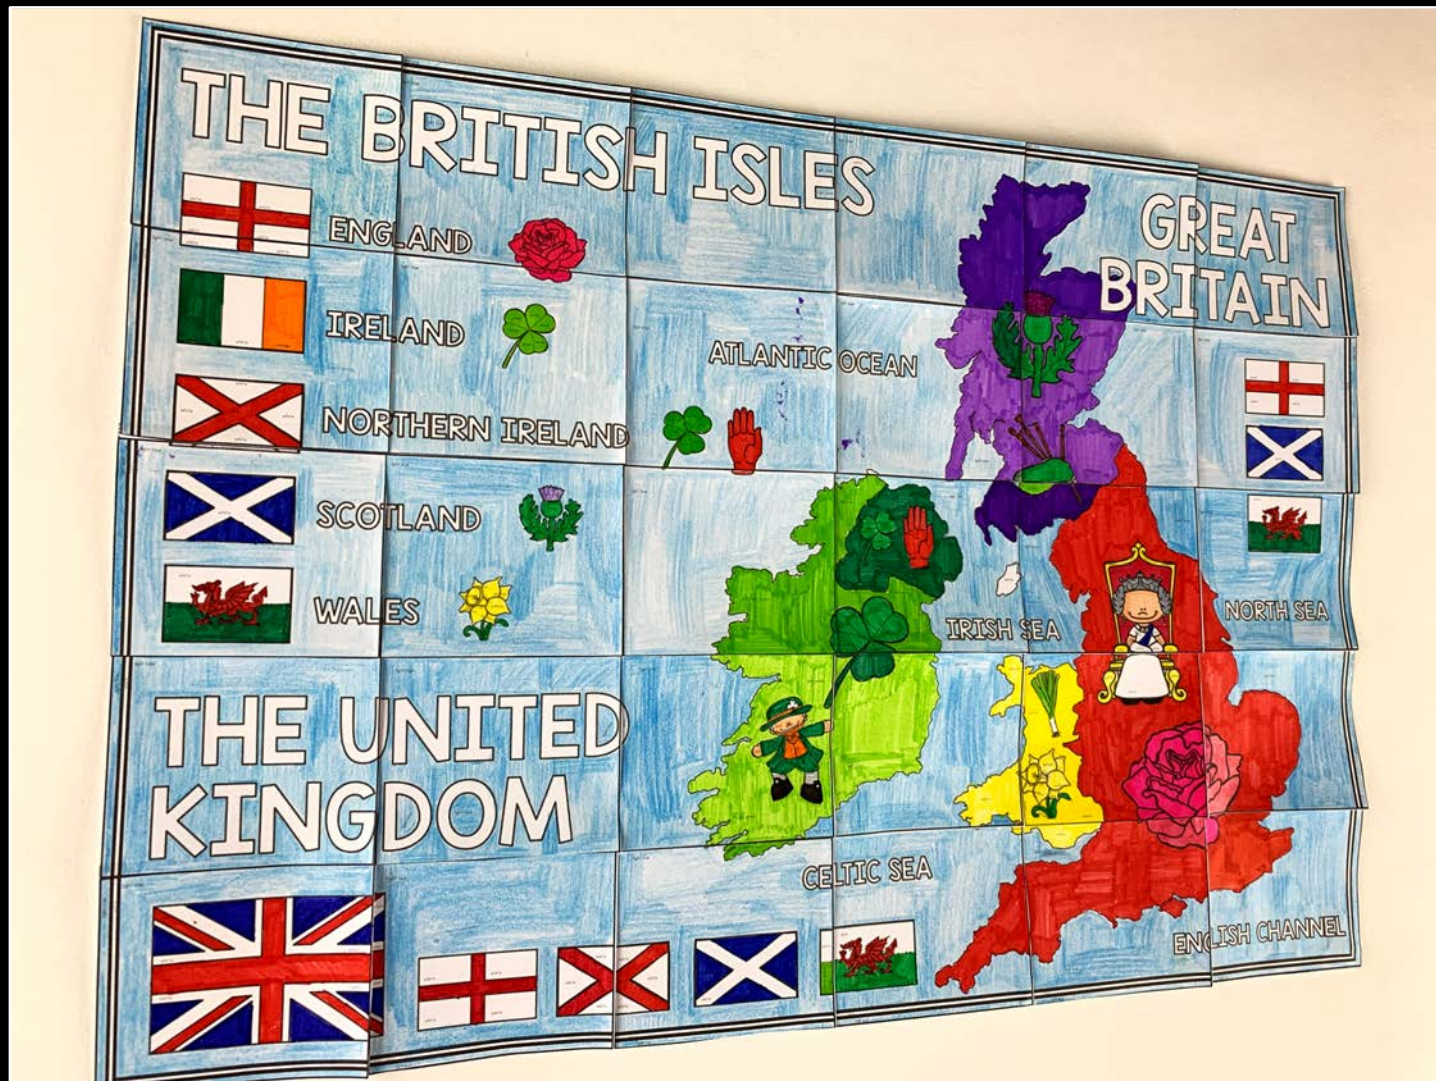 THE BRITISH ISLES
ENGLAND
IRELAND
NORTHERN IRELAND
SCOTLAND
WALES
THE UNITED
KINGDOM
GREAT
BRITAIN
ATLANTIC OCEAN
IRISH SEA
NORTH SEA
CELTIC SEA
ENGLISH CHANNEL